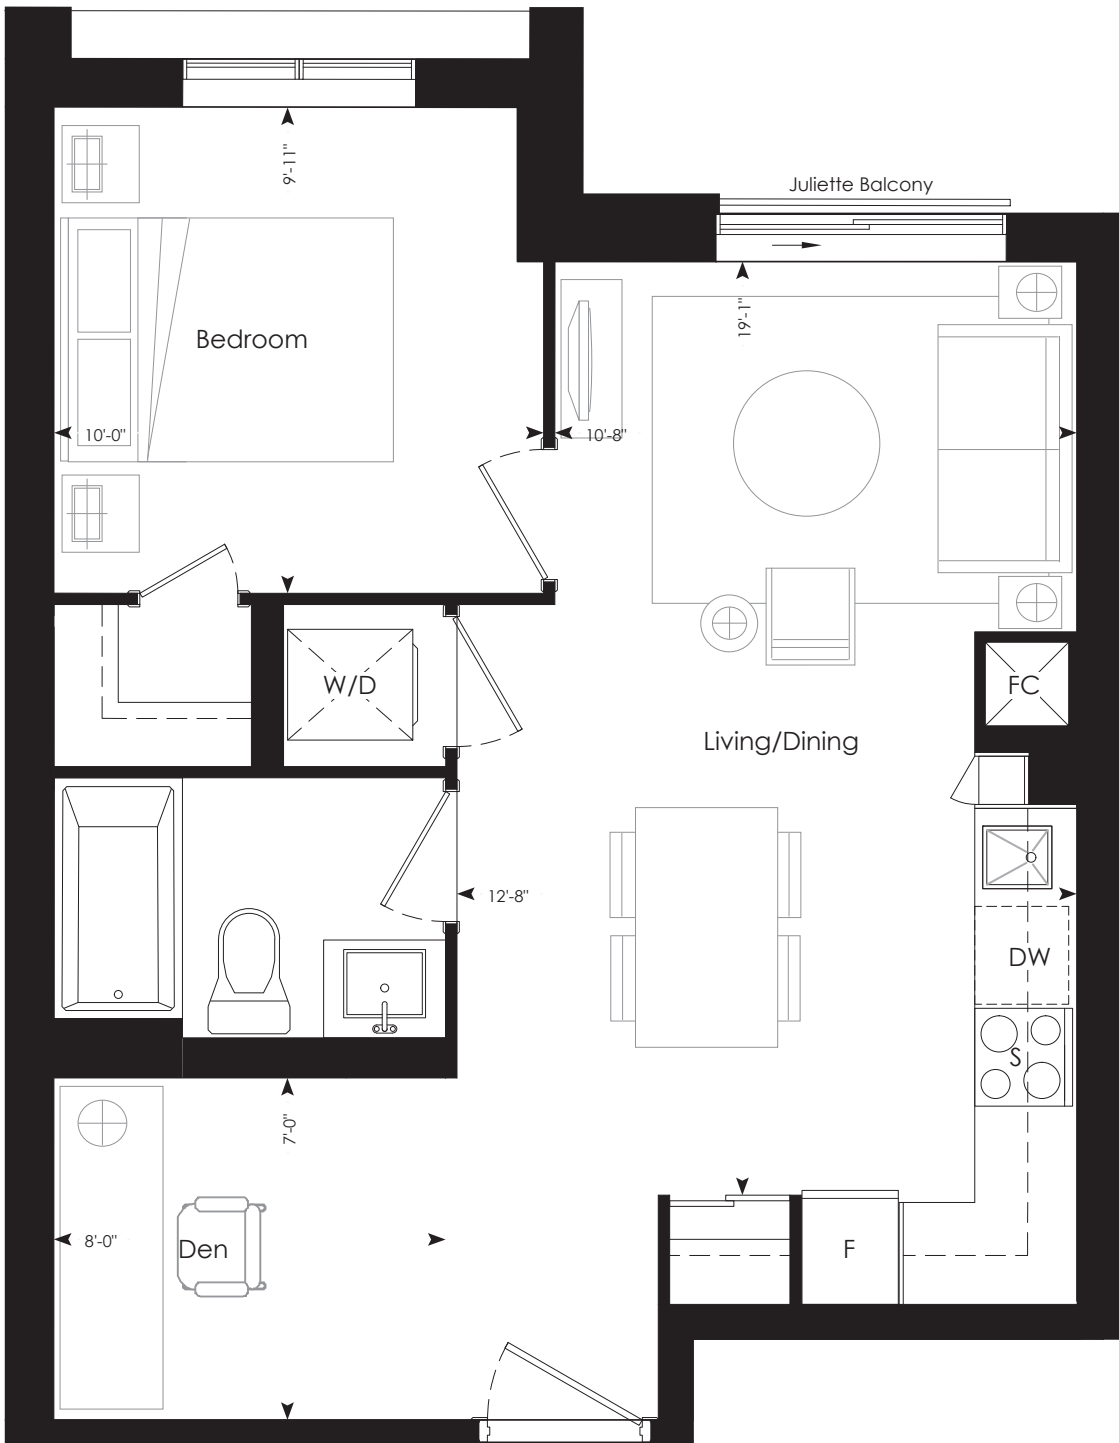 9'-11"
Juliette Balcony
19'-1"
Bedroom
10'-0"
10'-8"
W/D
FC
Living/Dining
12'-8"
DW
S
7'-0"
8'-0"
Den
F